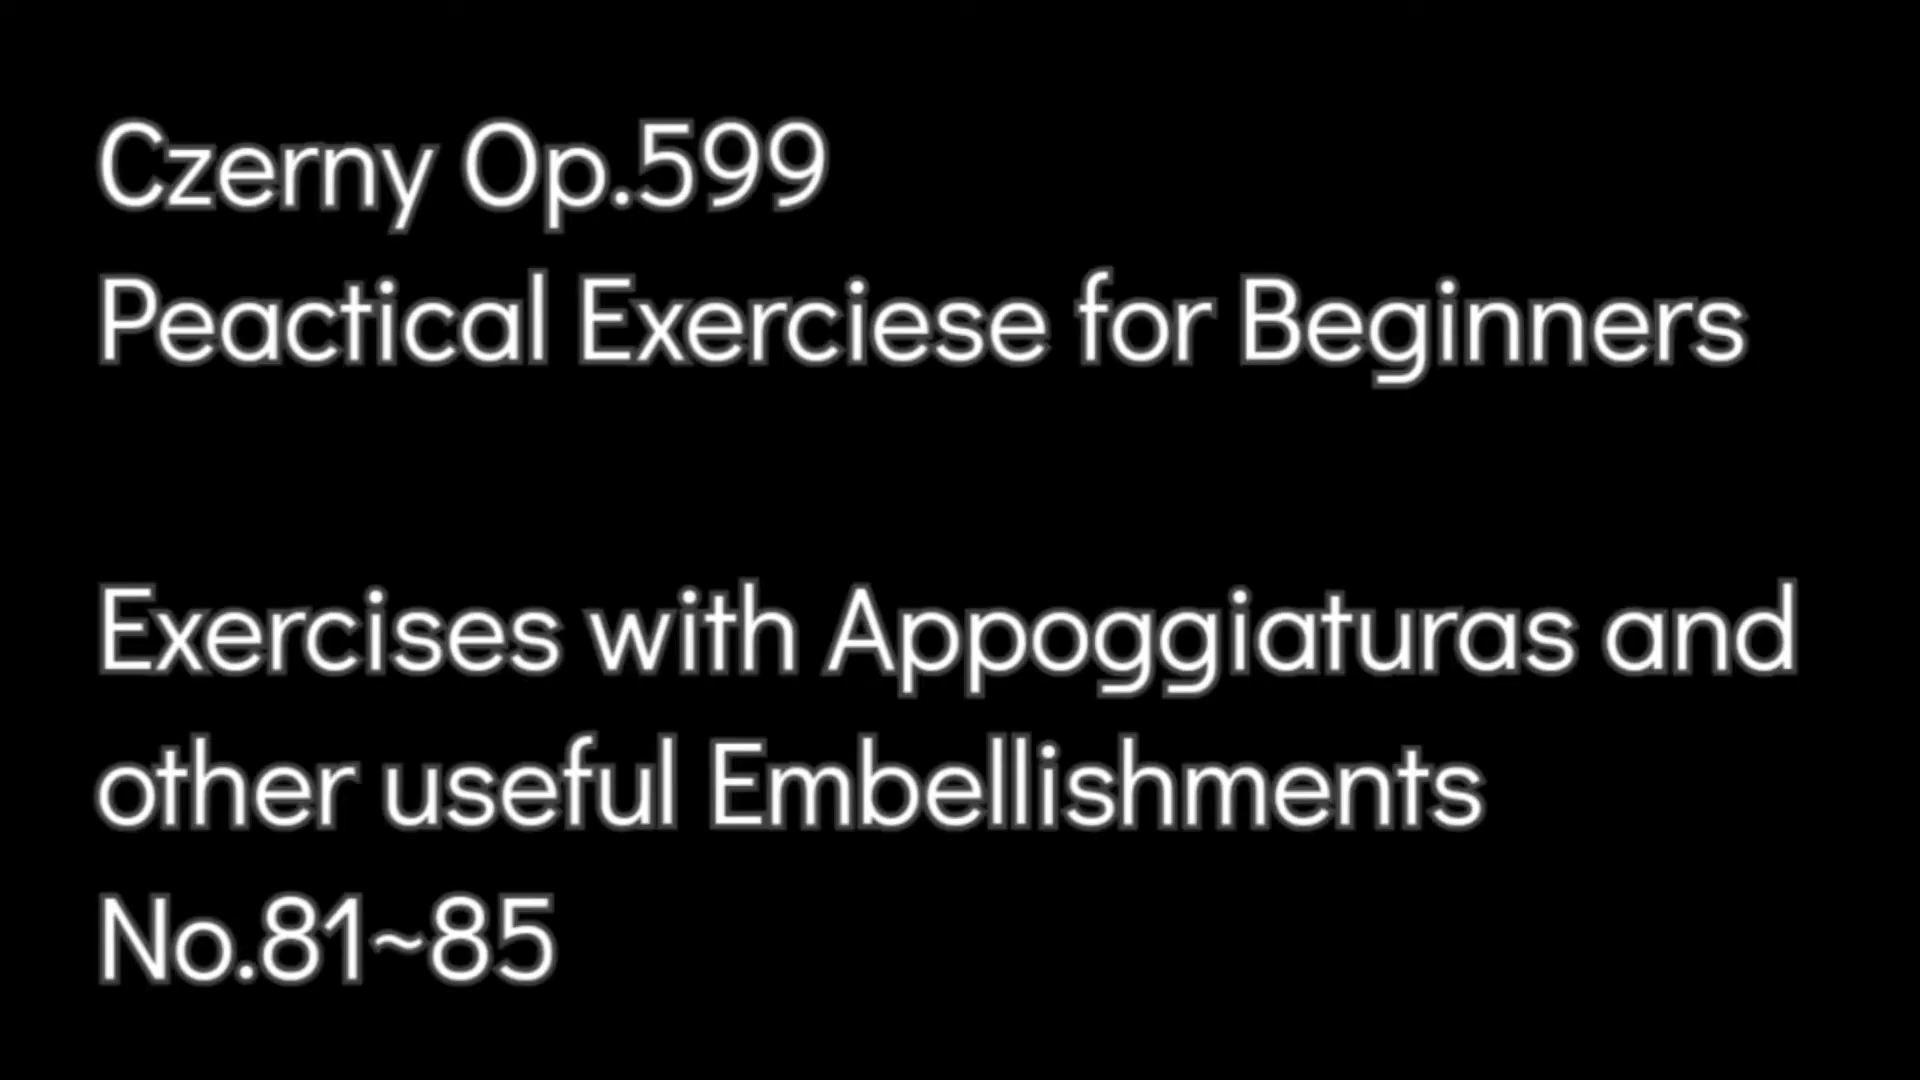 Czerny Op.599
Peactical Exerciese for Beginners
Exercises with Appoggiaturas and
other useful Embellishments
No.81~85